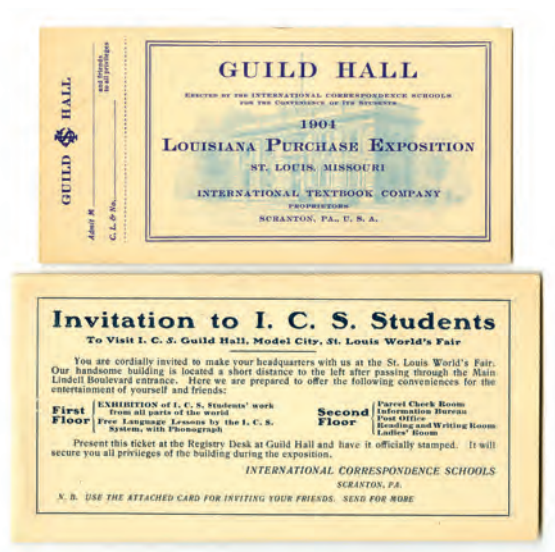 GUILD HALL
Admit M
and friends
to all privileges
C. L. & No.
GUILD HALL
ERECTED BY THE INTERNATIONAL CORRESPONDENCE SCHOOLS
FOR THE CONVENIENCE OF ITS STUDENTS
1904
LOUISIANA PURCHASE EXPOSITION
ST. LOUIS, MISSOURI
INTERNATIONAL TEXTBOOK COMPANY
PROPRIETORS
SCRANTON, PA., U. S. A.
Invitation to I. C. S. Students
To Visit I. C. S. Guild Hall, Model City, St. Louis World's Fair
You are cordially invited to make your headquarters with us at the St. Louis World's Fair.
Our handsome building is located a short distance to the left after passing through the Main
Lindell Boulevard entrance. Here we are prepared to offer the following conveniences for the
entertainment of yourself and friends:
First Floor
EXHIBITION of I. C. S. Students' work
from all parts of the world
Free Language Lessons by the I. C. S.
System, with Phonograph
Second Floor
Parcel Check Room
Information Bureau
Post Office
Reading and Writing Room
Ladies' Room
Present this ticket at the Registry Desk at Guild Hall and have it officially stamped. It will
secure you all privileges of the building during the exposition.
INTERNATIONAL CORRESPONDENCE SCHOOLS
SCRANTON, PA.
N. B. USE THE ATTACHED CARD FOR INVITING YOUR FRIENDS. SEND FOR MORE